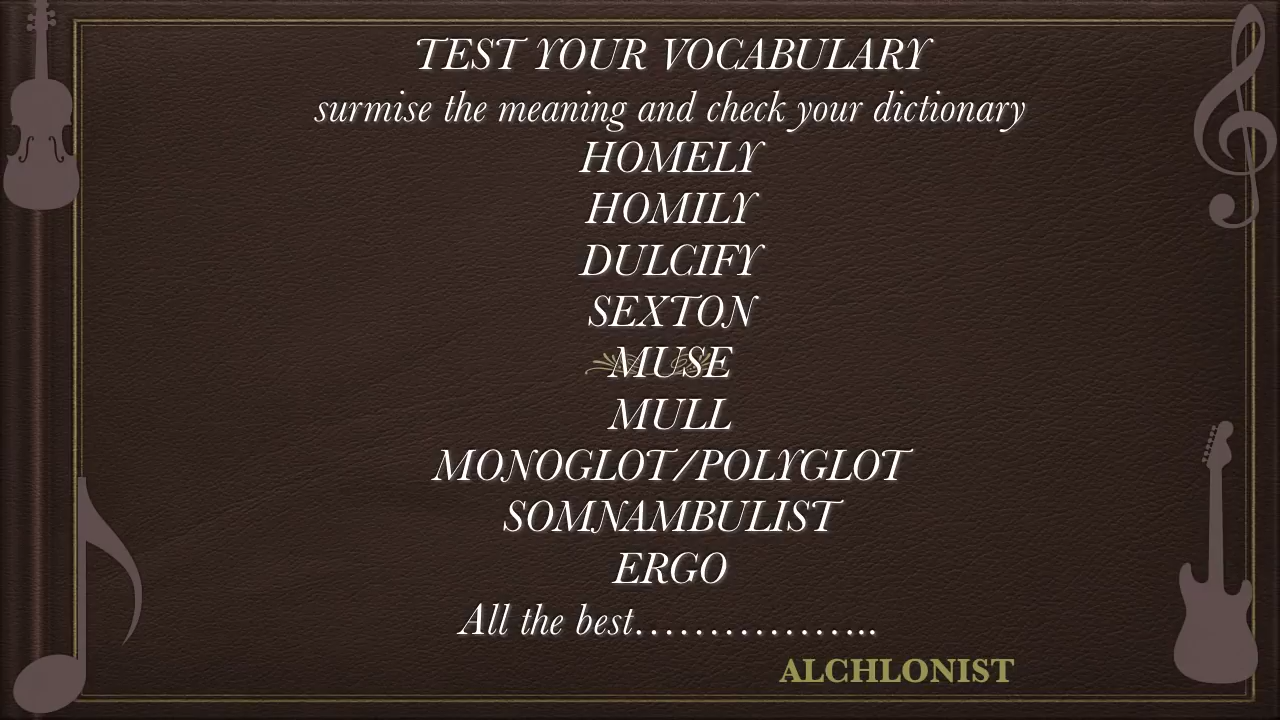 TEST YOUR VOCABULARY
surmise the meaning and check your dictionary
HOMELY
HOMILY
DULCIFY
SEXTON
MUSE
MULL
MONOGLOT/POLYGLOT
SOMNAMBULIST
ERGO
All the best……………..
ALCHLONIST